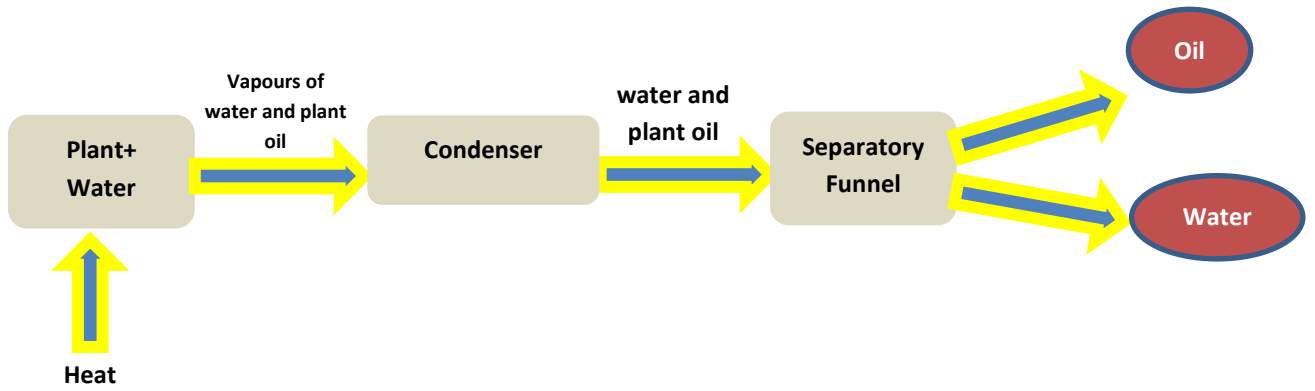 Plant+
Water
Heat
Vapours of
water and plant
oil
Condenser
water and
plant oil
Separatory
Funnel
Oil
Water